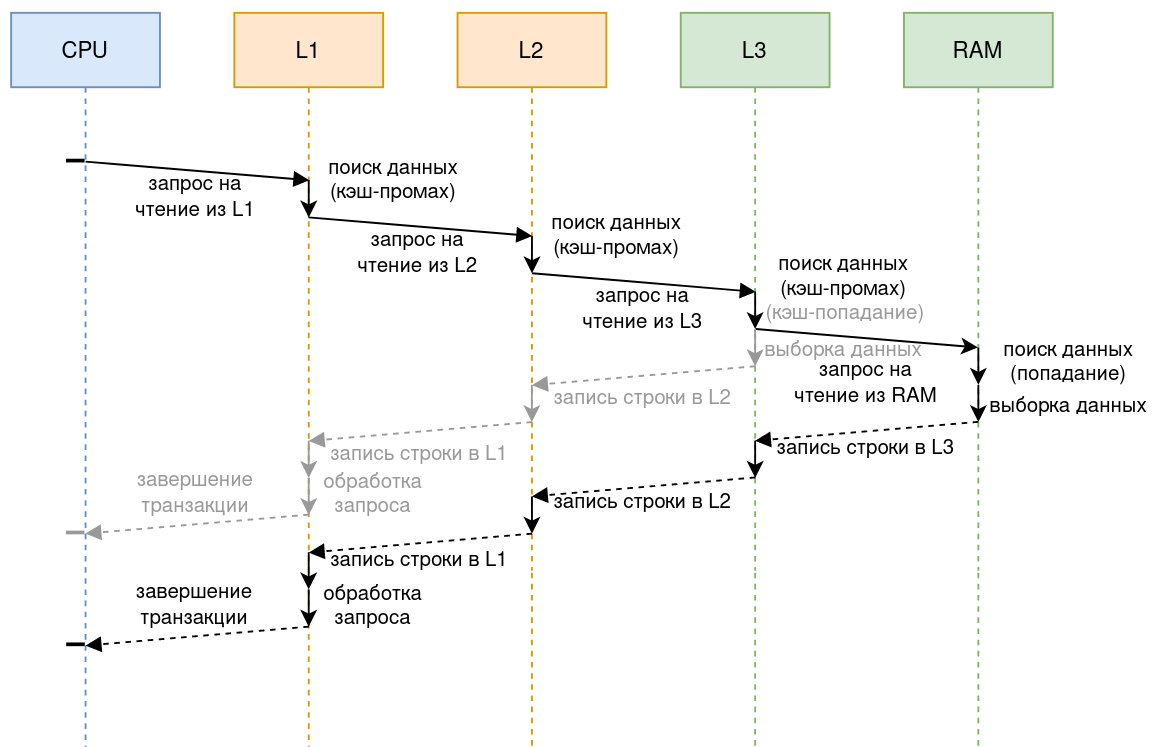 CPU
L1
L2
L3
RAM
поиск данных
(кэш-промах)
запрос на
чтение из L1
поиск данных
(кэш-промах)
запрос на
чтение из L2
поиск данных
(кэш-промах)
(кэш-попадание)
запрос на
чтение из L3
выборка данных
запрос на
чтение из RAM
поиск данных
(попадание)
выборка данных
запись строки в L2
запись строки в L1
запись строки в L3
завершение
транзакции
обработка
запроса
запись строки в L2
запись строки в L1
завершение
транзакции
обработка
запроса